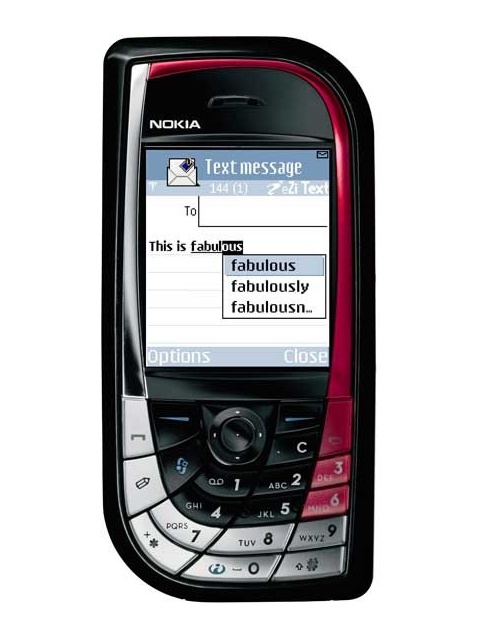 NOKIA
Text message
144 (1) eZi Text
To
This is fabulous
fabulous
fabulously
fabulousn...
Options Close
C
1 ABC 2 DEF 3
GHI 4 JKL 5 MNO 6
PQRS 7 TUV 8 WXYZ 9
+ * 0 #